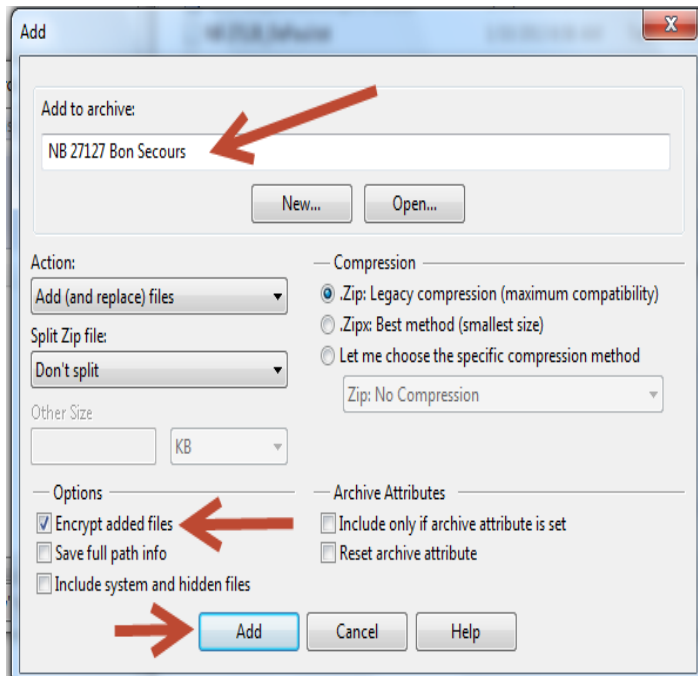 Add
Add to archive:
NB 27127 Bon Secours
New...
Open...
Action:
Add (and replace) files
Split Zip file:
Don't split
Other Size
KB
Compression
.Zip: Legacy compression (maximum compatibility)
.Zipx: Best method (smallest size)
Let me choose the specific compression method
Zip: No Compression
Options
Encrypt added files
Save full path info
Include system and hidden files
Archive Attributes
Include only if archive attribute is set
Reset archive attribute
Add
Cancel
Help